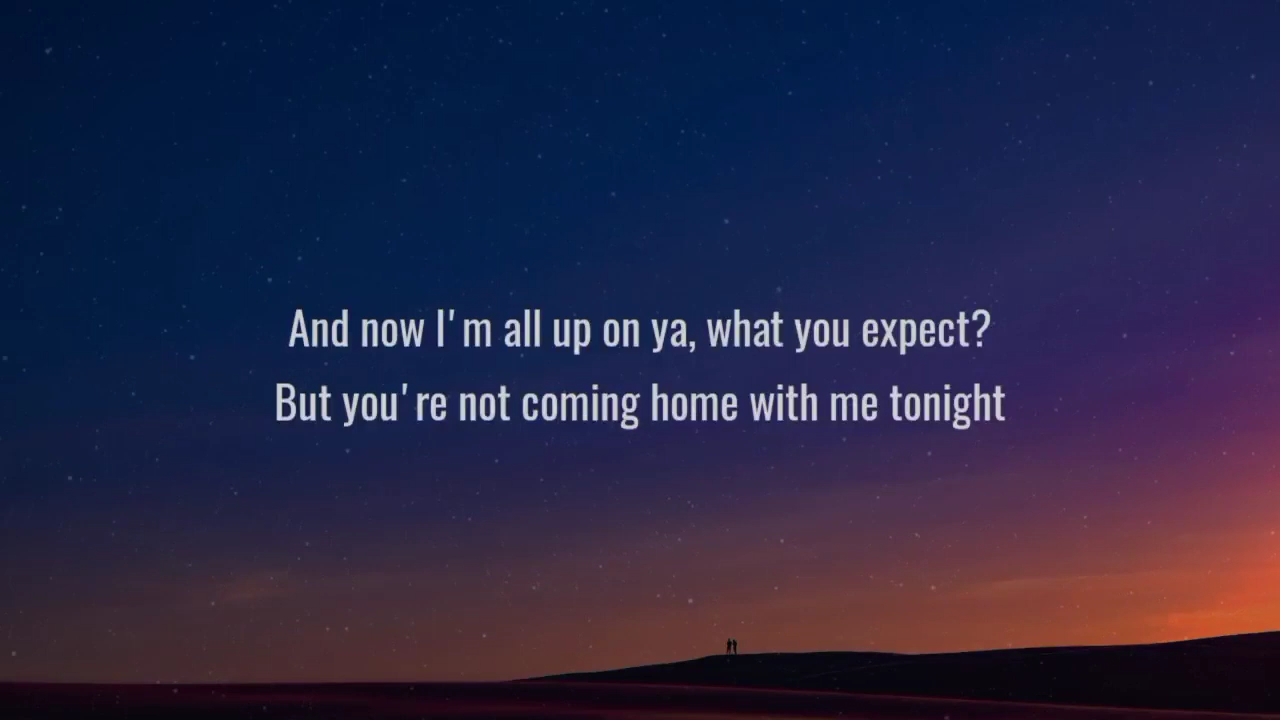 And now I'm all up on ya, what you expect?
But you're not coming home with me tonight